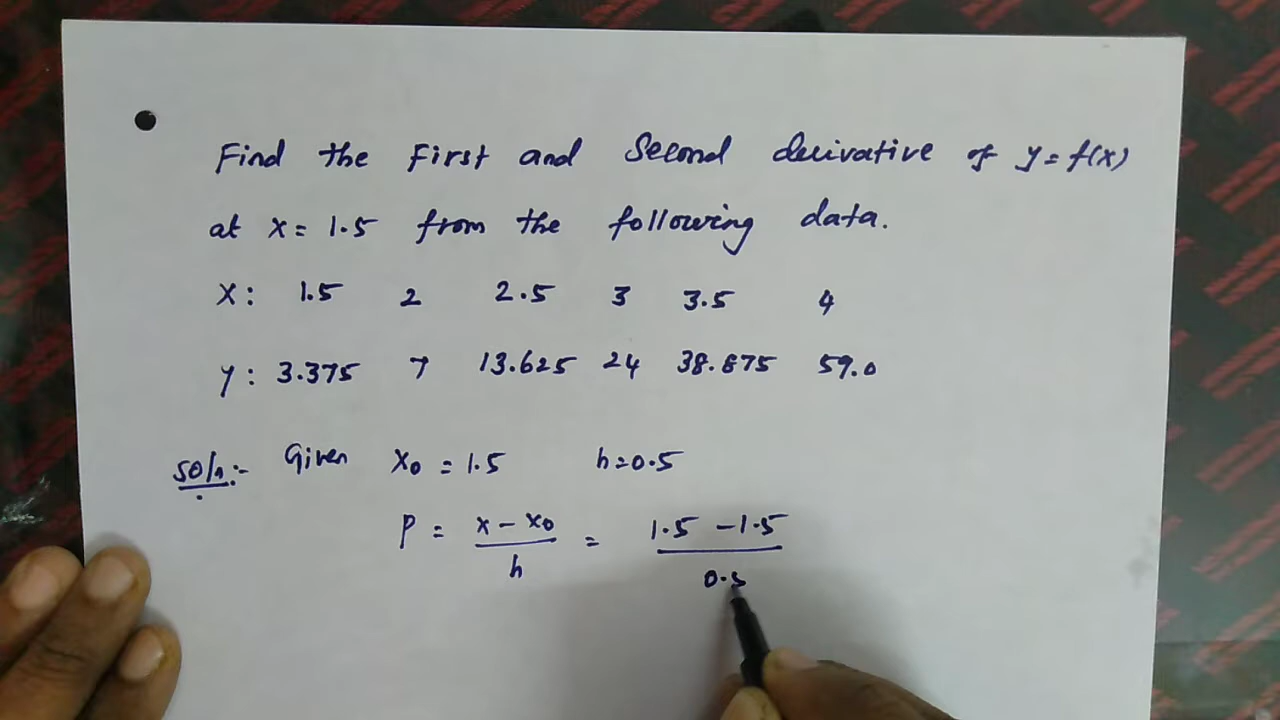 Find the First and Second derivative of y = f(x)
at x = 1.5 from the following data.
x: 1.5 2 2.5 3 3.5 4
y: 3.375 7 13.625 24 38.875 59.0
Soln:- Given x₀ = 1.5 h = 0.5
P = x - x₀ / h = 1.5 - 1.5 / 0.5